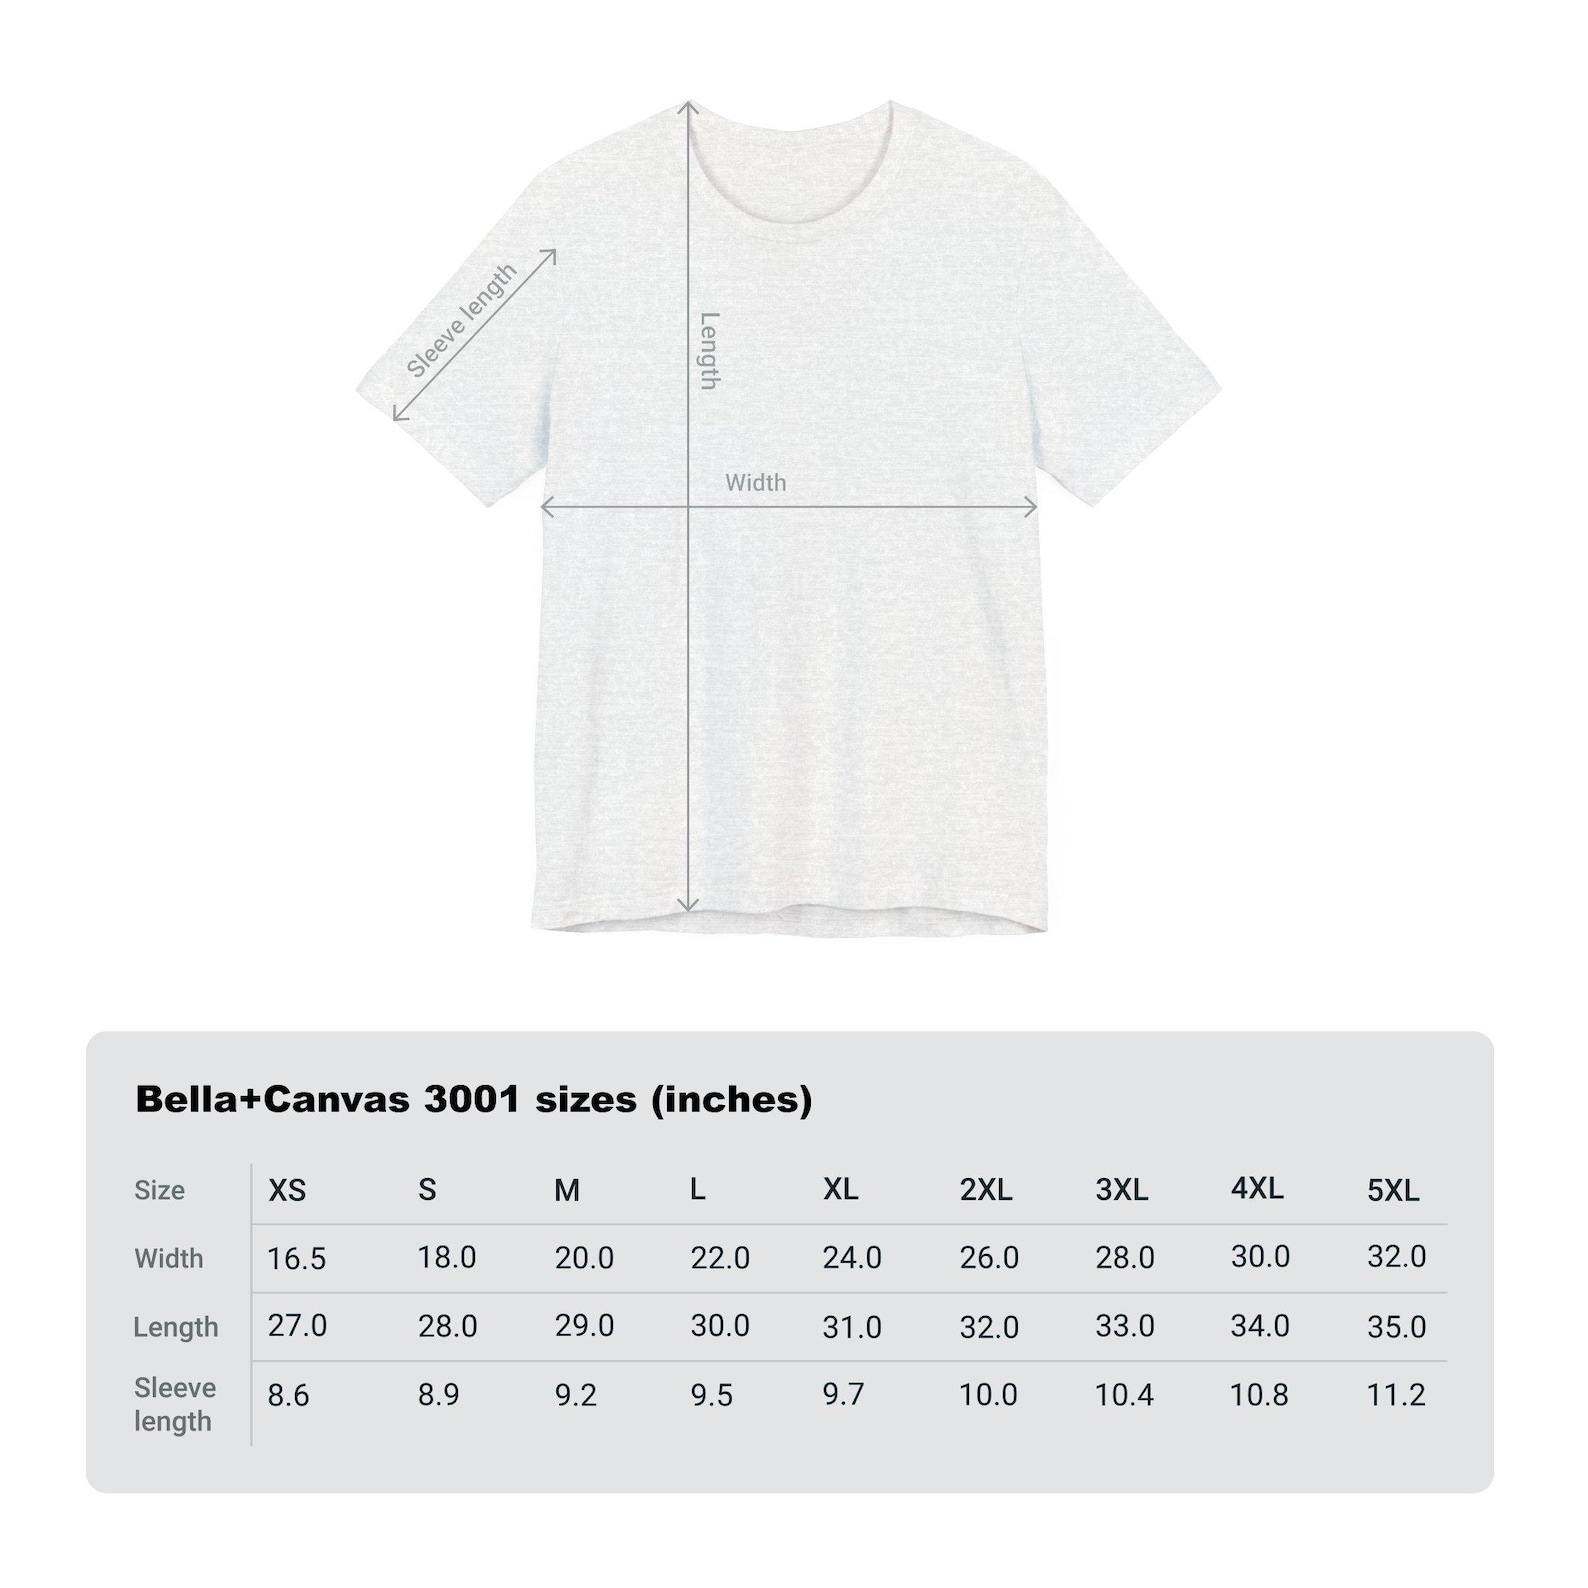 Sleeve length
Length
Width
Bella+Canvas 3001 sizes (inches)
Size XS S M L XL 2XL 3XL 4XL 5XL
Width 16.5 18.0 20.0 22.0 24.0 26.0 28.0 30.0 32.0
Length 27.0 28.0 29.0 30.0 31.0 32.0 33.0 34.0 35.0
Sleeve
length 8.6 8.9 9.2 9.5 9.7 10.0 10.4 10.8 11.2